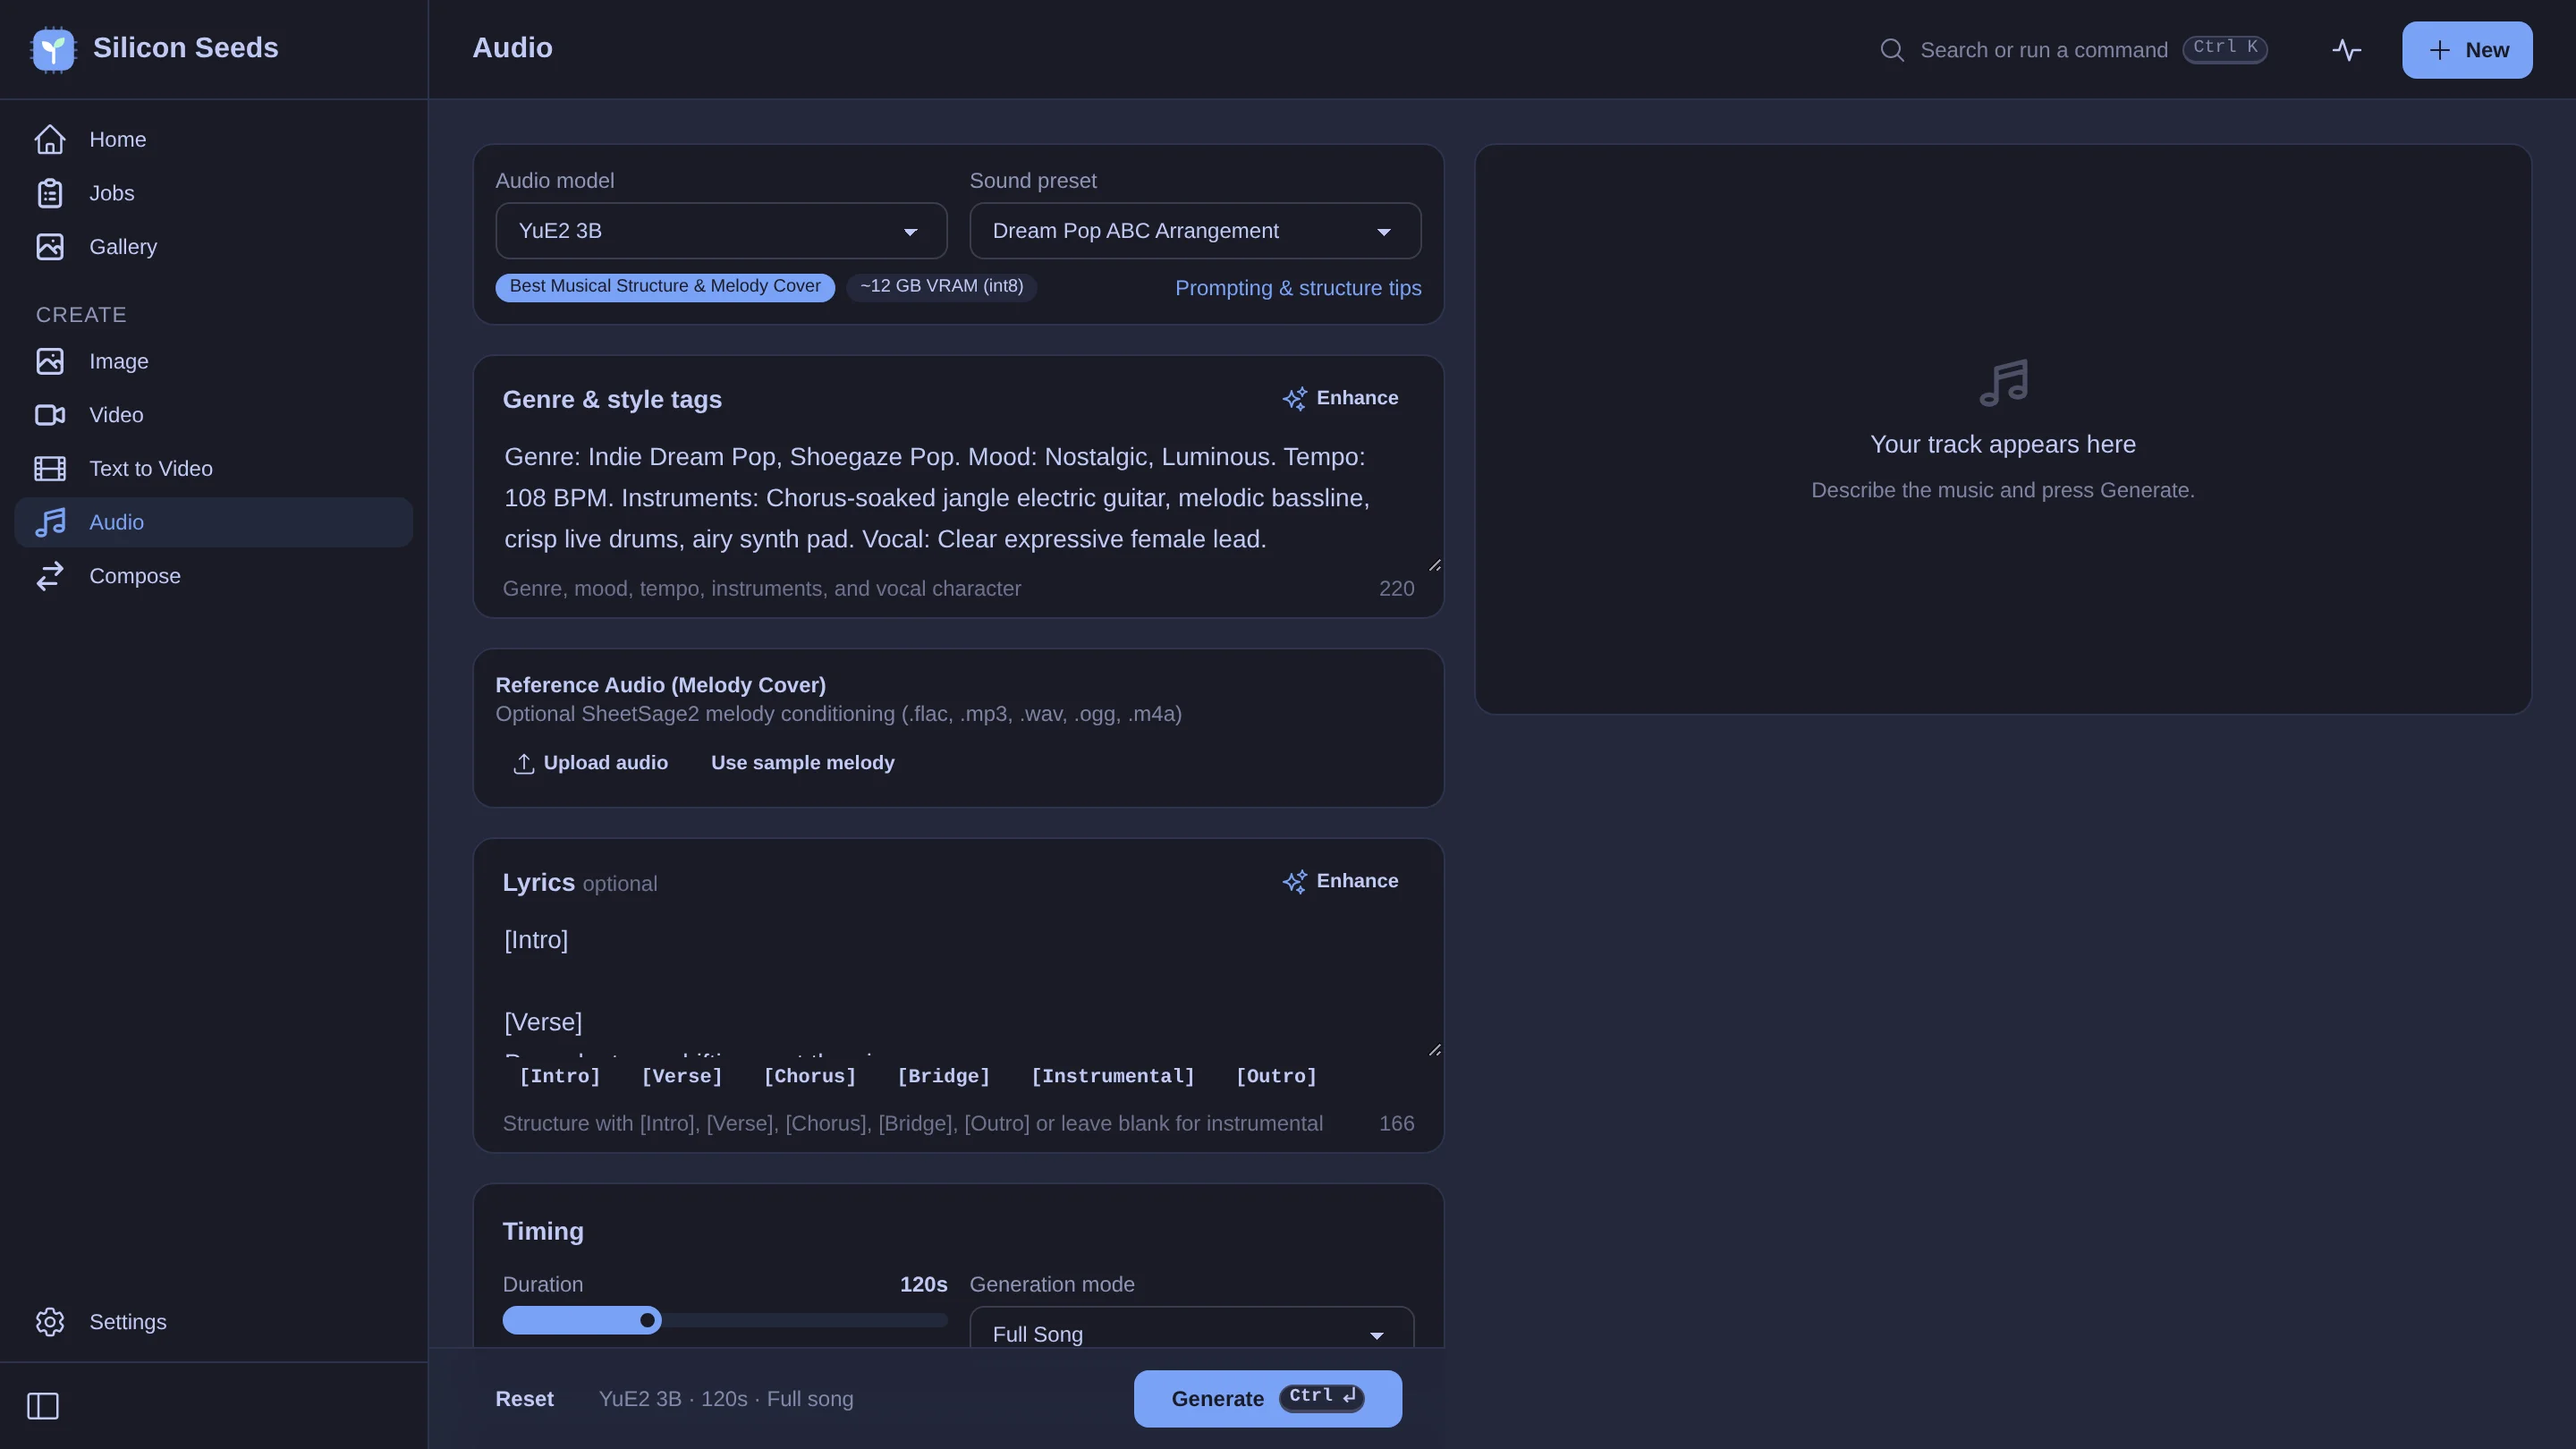 Silicon Seeds
Home
Jobs
Gallery
CREATE
Image
Video
Text to Video
Audio
Compose
Settings
Audio
Search or run a command Ctrl K
New
Audio model
YuE2 3B
Sound preset
Dream Pop ABC Arrangement
Best Musical Structure & Melody Cover
~12 GB VRAM (int8)
Prompting & structure tips
Genre & style tags
Enhance
Genre: Indie Dream Pop, Shoegaze Pop. Mood: Nostalgic, Luminous. Tempo:
108 BPM. Instruments: Chorus-soaked jangle electric guitar, melodic bassline,
crisp live drums, airy synth pad. Vocal: Clear expressive female lead.
Genre, mood, tempo, instruments, and vocal character
220
Reference Audio (Melody Cover)
Optional SheetSage2 melody conditioning (.flac, .mp3, .wav, .ogg, .m4a)
Upload audio
Use sample melody
Lyrics optional
Enhance
[Intro]
[Verse]
[Intro] [Verse] [Chorus] [Bridge] [Instrumental] [Outro]
Structure with [Intro], [Verse], [Chorus], [Bridge], [Outro] or leave blank for instrumental
166
Timing
Duration
120s
Generation mode
Full Song
Reset
YuE2 3B · 120s · Full song
Generate Ctrl ↵
Your track appears here
Describe the music and press Generate.